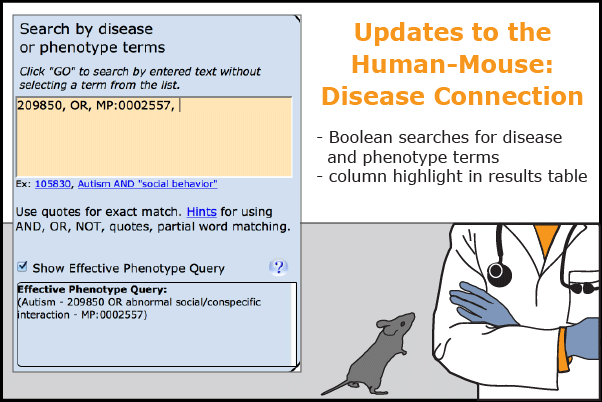 Search by disease
or phenotype terms
Click "GO" to search by entered text without
selecting a term from the list.
209850, OR, MP:0002557,
Ex: 105830, Autism AND "social behavior"
Use quotes for exact match. Hints for using
AND, OR, NOT, quotes, partial word matching.
Show Effective Phenotype Query ?
Effective Phenotype Query:
(Autism - 209850 OR abnormal social/conspecific
interaction - MP:0002557)
Updates to the
Human-Mouse:
Disease Connection
- Boolean searches for disease
and phenotype terms
- column highlight in results table